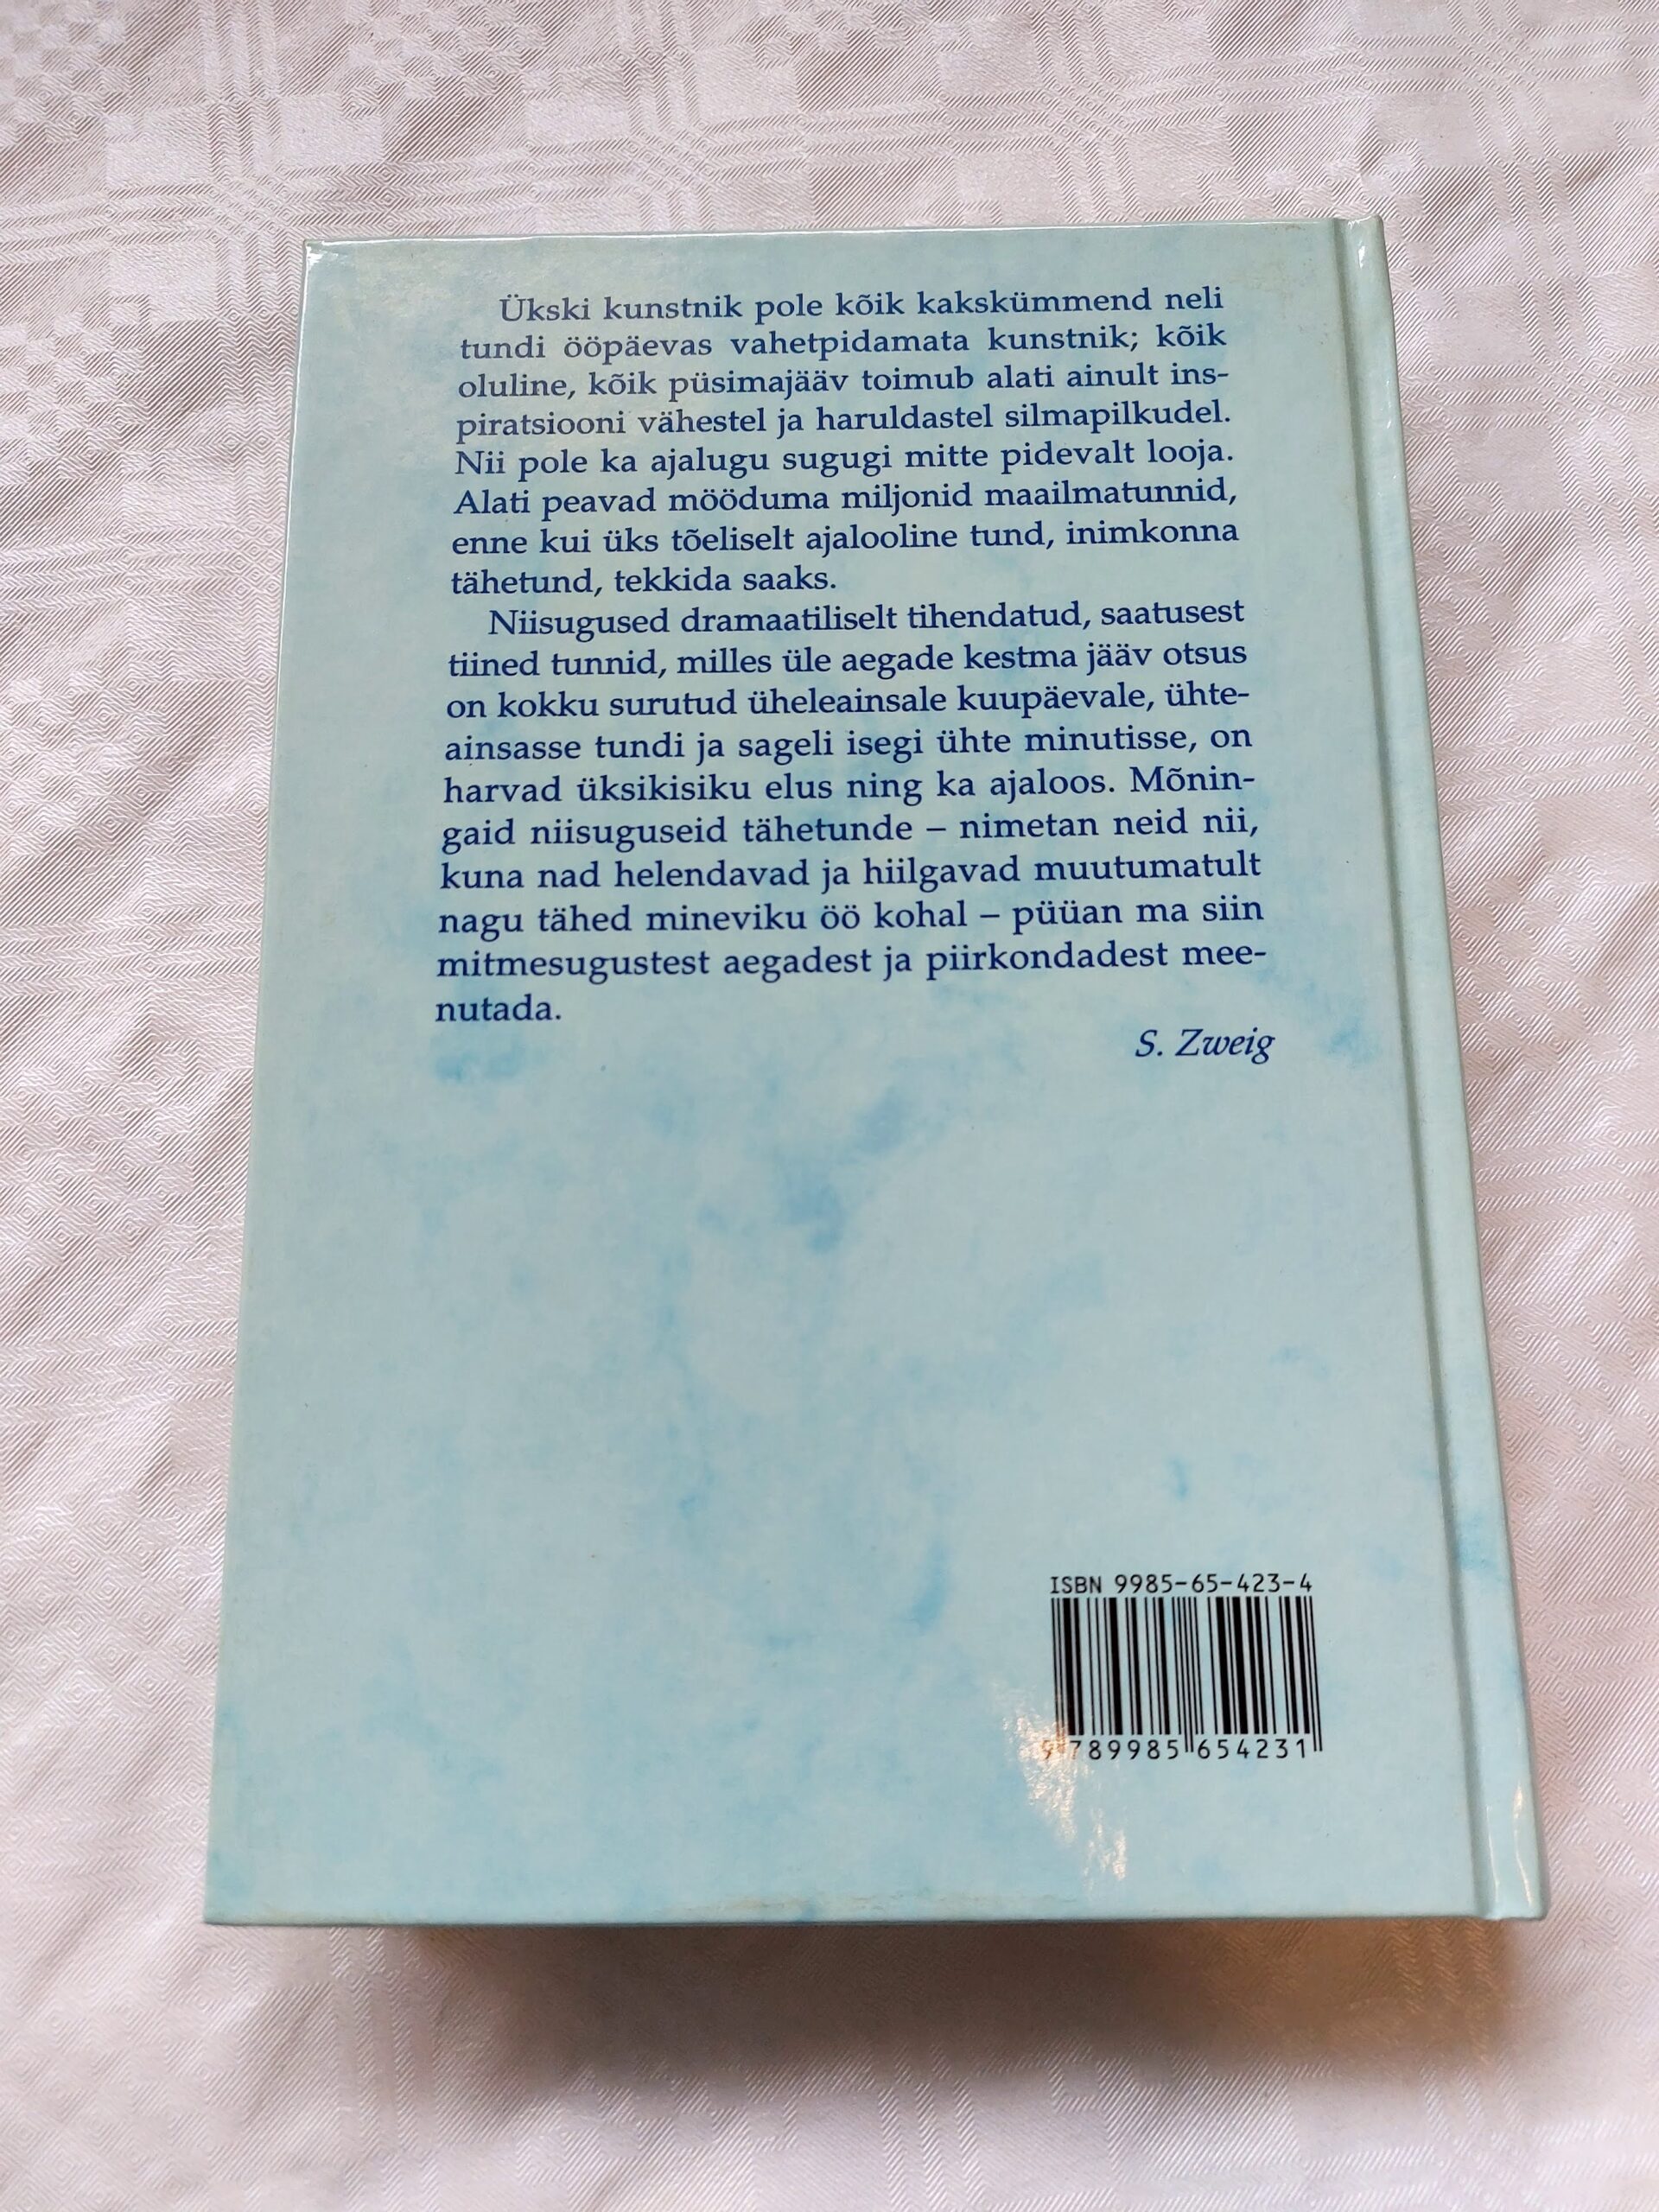 Ükski kunstnik pole kõik kakskümmend neli
tundi ööpäevas vahetpidamata kunstnik; kõik
oluline, kõik püsimajääv toimub alati ainult ins-
piratsiooni vähestel ja haruldastel silmapilkudel.
Nii pole ka ajalugu sugugi mitte pidevalt looja.
Alati peavad mööduma miljonid maailmatunnid,
enne kui üks tõeliselt ajalooline tund, inimkonna
tähetund, tekkida saaks.
Niisugused dramaatiliselt tihendatud, saatusest
tiined tunnid, milles üle aegade kestma jääv otsus
on kokku surutud üheleainsale kuupäevale, ühte-
ainsasse tundi ja sageli isegi ühte minutisse, on
harvad üksikisiku elus ning ka ajaloos. Mõnin-
gaid niisuguseid tähetunde – nimetan neid nii,
kuna nad helendavad ja hiilgavad muutumatult
nagu tähed mineviku öö kohal – püüan ma siin
mitmesugustest aegadest ja piirkondadest mee-
nutada.
S. Zweig
ISBN 9985-65-423-4
9 789985 654231